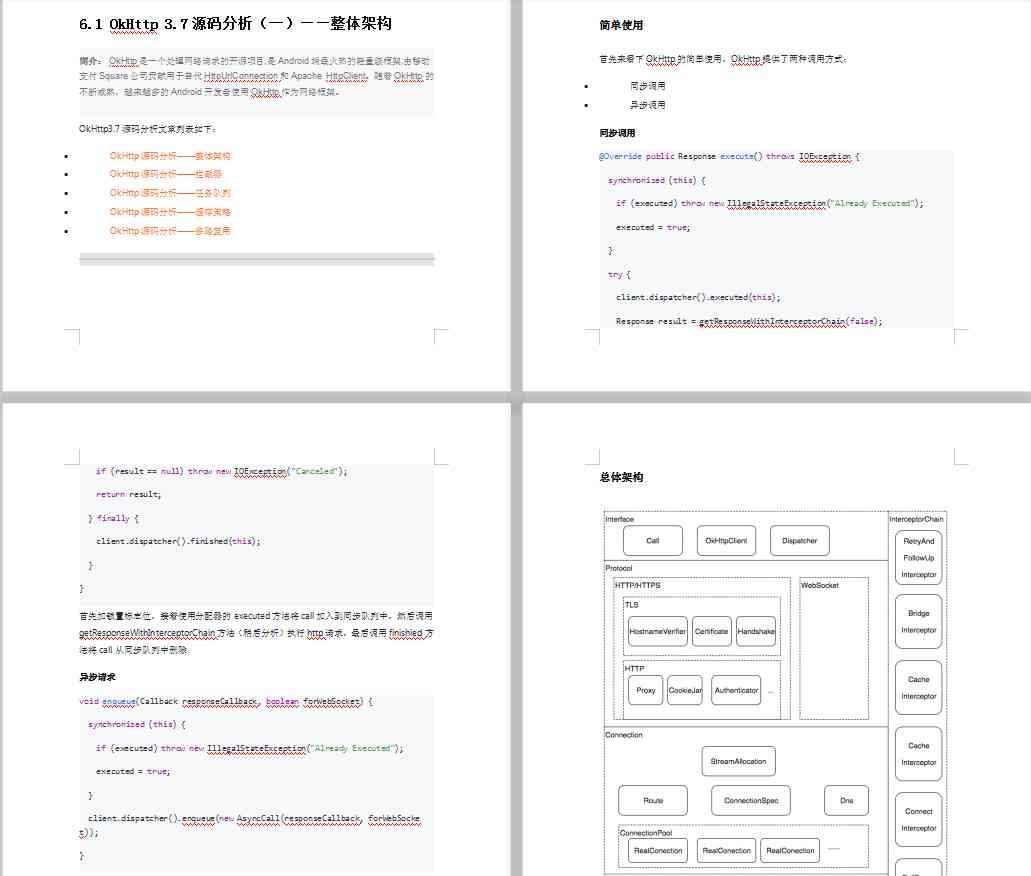 6.1 OkHttp 3.7 源码分析（一）——整体架构
简介： OkHttp 是一个处理网络请求的开源项目,是 Android 端最火热的轻量级框架,由移动
支付 Square 公司贡献用于替代 HttpUrlConnection 和 Apache HttpClient。随着 OkHttp 的
不断成熟，越来越多的 Android 开发者使用 OkHttp 作为网络框架。
OkHttp3.7 源码分析文章列表如下：
• OkHttp 源码分析——整体架构
• OkHttp 源码分析——拦截器
• OkHttp 源码分析——任务队列
• OkHttp 源码分析——缓存策略
• OkHttp 源码分析——多路复用
简单使用
首先来看下 OkHttp 的简单使用，OkHttp 提供了两种调用方式：
• 同步调用
• 异步调用
同步调用
@Override public Response execute() throws IOException {
synchronized (this) {
if (executed) throw new IllegalStateException("Already Executed");
executed = true;
}
try {
client.dispatcher().executed(this);
Response result = getResponseWithInterceptorChain(false);
if (result == null) throw new IOException("Canceled");
return result;
} finally {
client.dispatcher().finished(this);
}
}
首先加锁置标志位，接着使用分配器的 executed 方法将 call 加入到同步队列中，然后调用
getResponseWithInterceptorChain 方法（稍后分析）执行 http 请求，最后调用 finishied 方
法将 call 从同步队列中删除
异步请求
void enqueue(Callback responseCallback, boolean forWebSocket) {
synchronized (this) {
if (executed) throw new IllegalStateException("Already Executed");
executed = true;
}
client.dispatcher().enqueue(new AsyncCall(responseCallback, forWebSocke
t));
}
总体架构
Interface
Call
OkHttpClient
Dispatcher
Protocol
HTTP/HTTPS
TLS
HostnameVerifier
Certificate
Handshake
HTTP
Proxy
CookieJar
Authenticator
...
WebSocket
Connection
StreamAllocation
Route
ConnectionSpec
Dns
ConnectionPool
RealConection
RealConection
RealConection
......
InterceptorChain
RetryAnd
FollowUp
Interceptor
Bridge
Interceptor
Cache
Interceptor
Cache
Interceptor
Connect
Interceptor